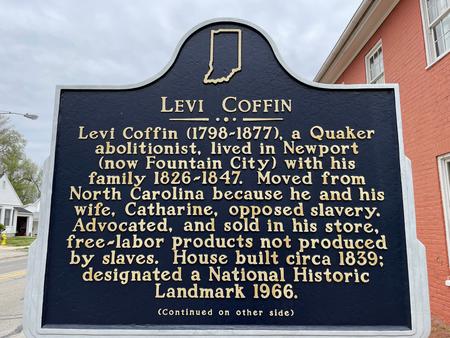 LEVI COFFIN
Levi Coffin (1798-1877), a Quaker
abolitionist, lived in Newport
(now Fountain City) with his
family 1826-1847. Moved from
North Carolina because he and his
wife, Catharine, opposed slavery.
Advocated, and sold in his store,
free-labor products not produced
by slaves. House built circa 1839;
designated a National Historic
Landmark 1966.
(Continued on other side)